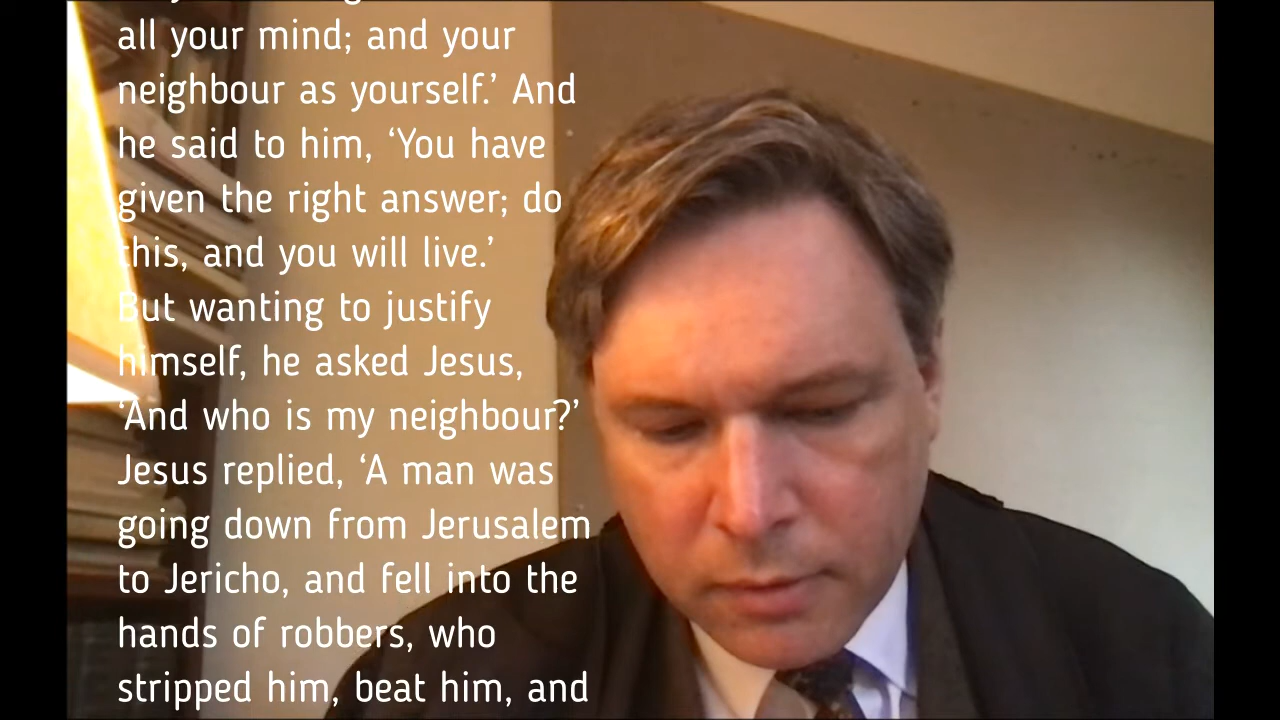 all your mind; and your
neighbour as yourself.’ And
he said to him, ‘You have
given the right answer; do
this, and you will live.’
But wanting to justify
himself, he asked Jesus,
‘And who is my neighbour?’
Jesus replied, ‘A man was
going down from Jerusalem
to Jericho, and fell into the
hands of robbers, who
stripped him, beat him, and